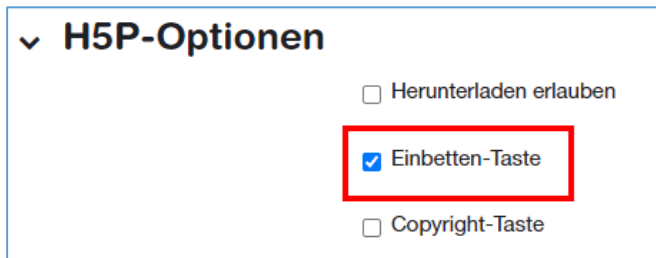 H5P-Optionen
Herunterladen erlauben
Einbetten-Taste
Copyright-Taste